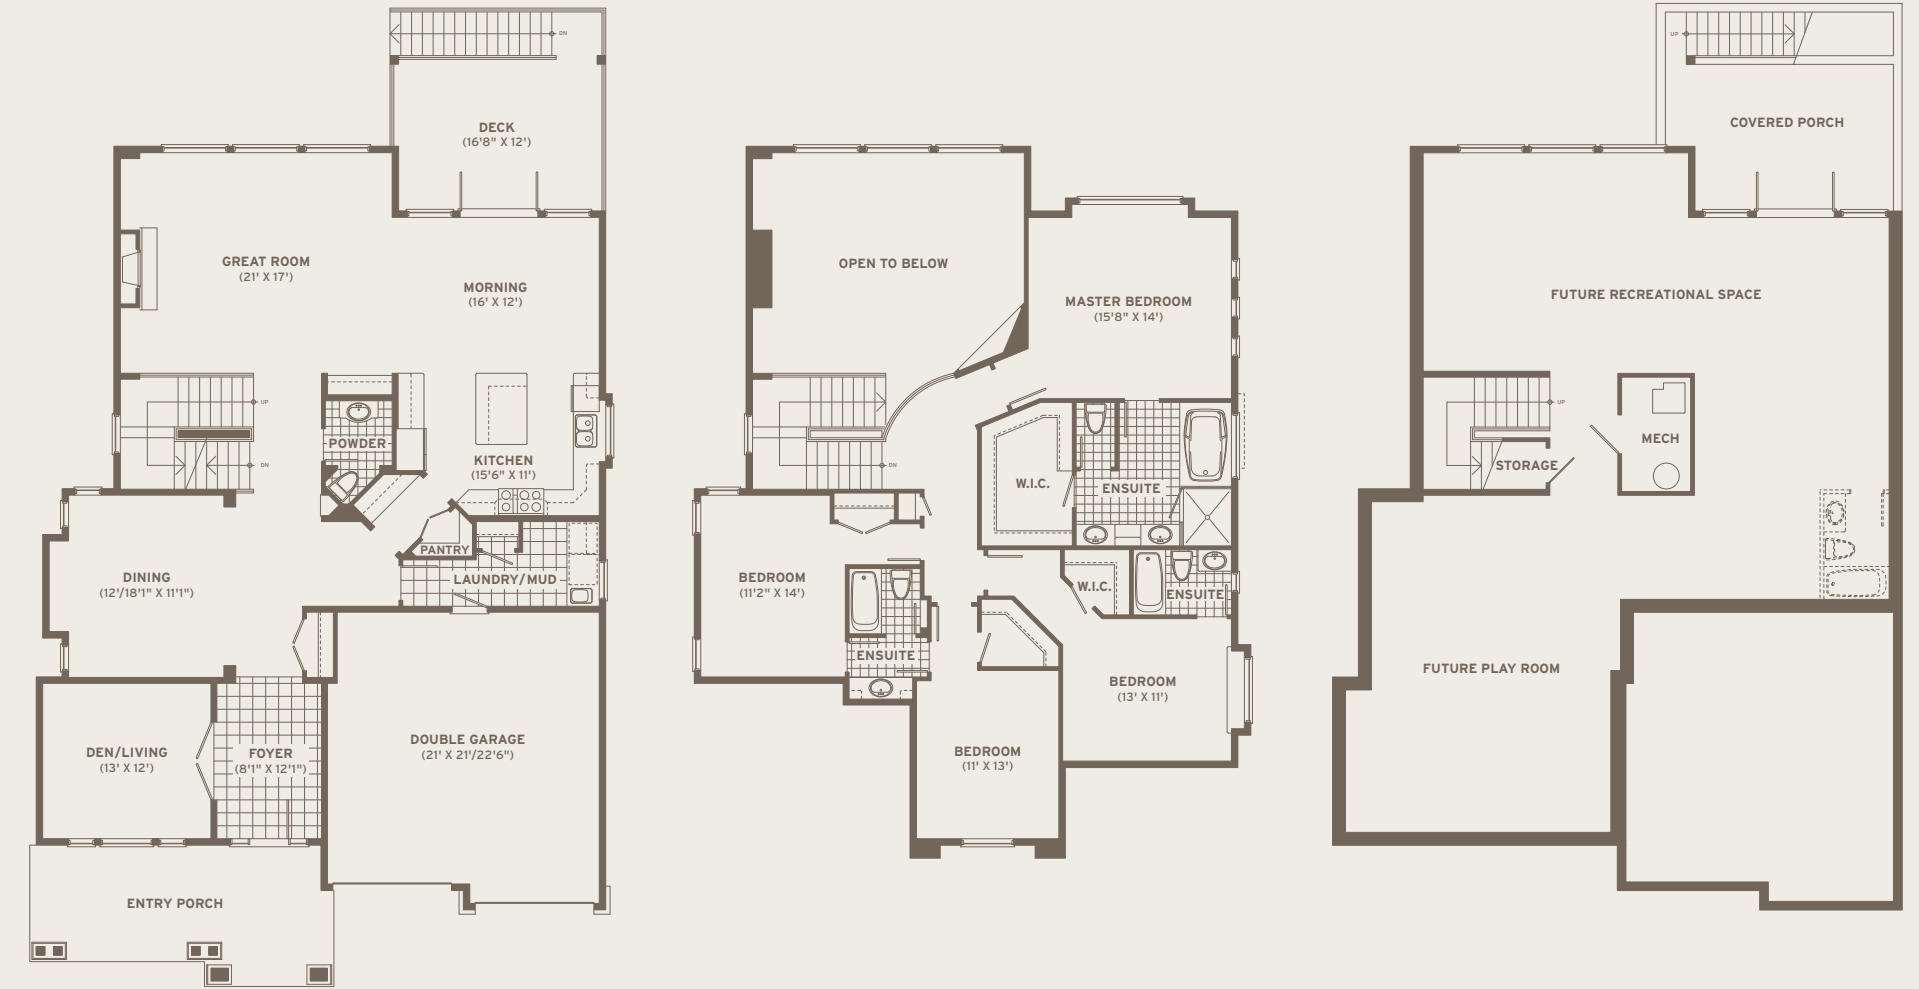 DN
DECK
(16'8" X 12')
GREAT ROOM
(21' X 17')
MORNING
(16' X 12')
UP
POWDER
DN
KITCHEN
(15'6" X 11')
PANTRY
LAUNDRY/MUD
DINING
(12'/18'1" X 11'1")
DEN/LIVING
(13' X 12')
FOYER
(8'1" X 12'1")
DOUBLE GARAGE
(21' X 21'/22'6")
ENTRY PORCH
OPEN TO BELOW
MASTER BEDROOM
(15'8" X 14')
DN
W.I.C.
ENSUITE
BEDROOM
(11'2" X 14')
W.I.C.
ENSUITE
ENSUITE
BEDROOM
(13' X 11')
BEDROOM
(11' X 13')
UP
COVERED PORCH
FUTURE RECREATIONAL SPACE
UP
MECH
STORAGE
FUTURE PLAY ROOM